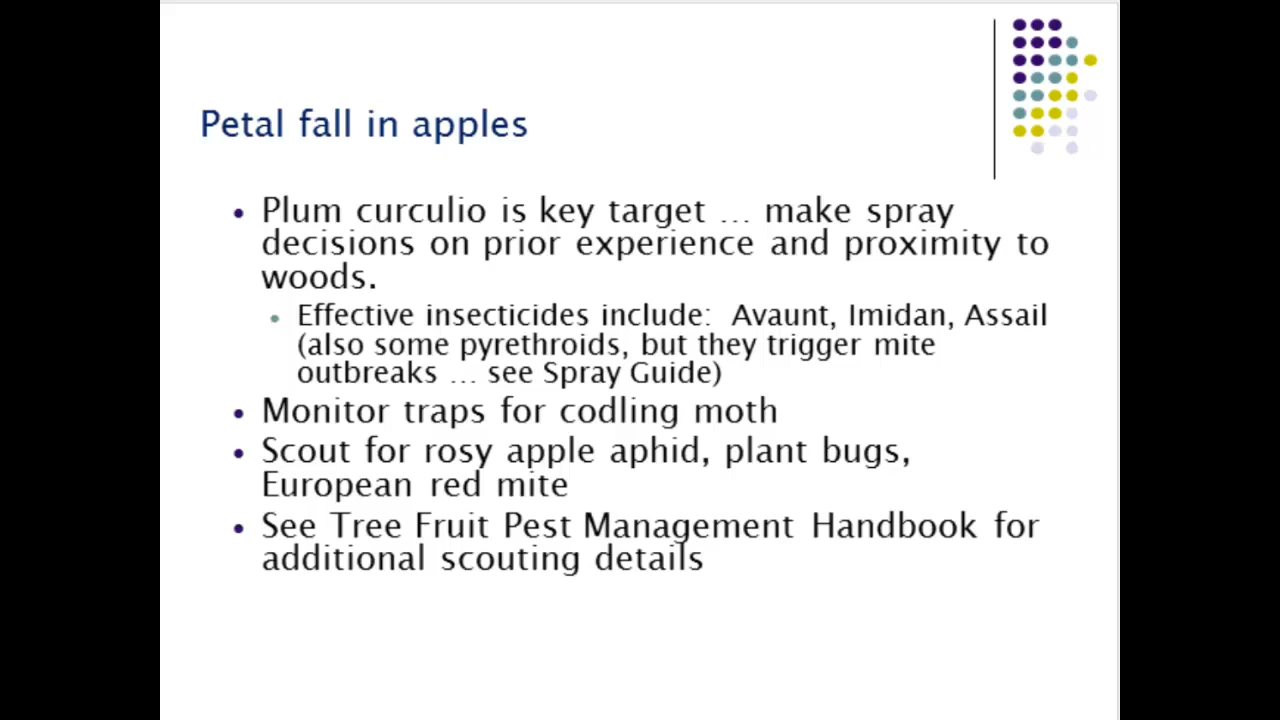 Petal fall in apples
• Plum curculio is key target … make spray
decisions on prior experience and proximity to
woods.
• Effective insecticides include:  Avaunt, Imidan, Assail
(also some pyrethroids, but they trigger mite
outbreaks … see Spray Guide)
• Monitor traps for codling moth
• Scout for rosy apple aphid, plant bugs,
European red mite
• See Tree Fruit Pest Management Handbook for
additional scouting details